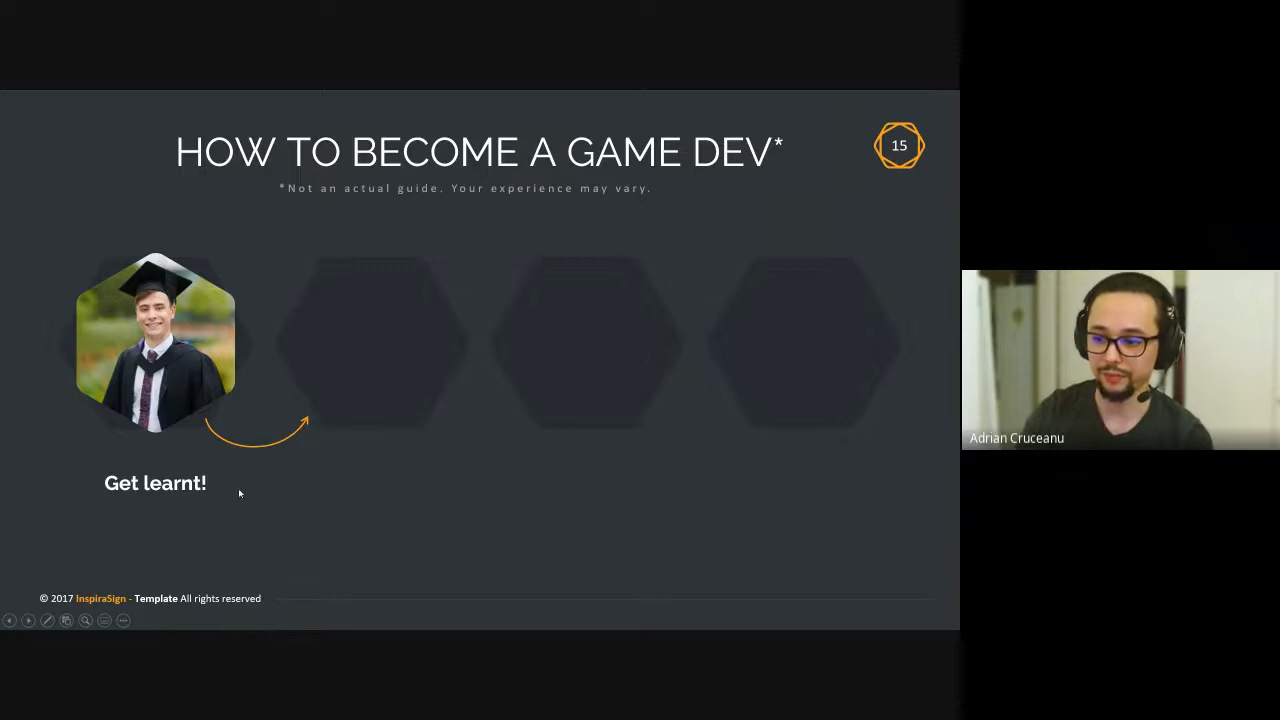 HOW TO BECOME A GAME DEV*
15
*Not an actual guide. Your experience may vary.
Get learnt!
Adrian Cruceanu
© 2017 InspiraSign - Template All rights reserved